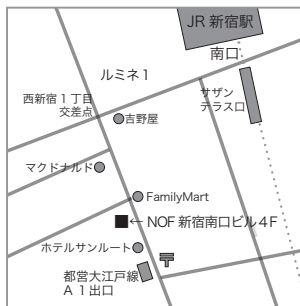 JR 新宿駅
南口
ルミネ1
サザン
テラス口
西新宿1丁目
交差点
吉野屋
マクドナルド
FamilyMart
← NOF 新宿南口ビル4F
ホテルサンルート
〒
都営大江戸線
A1出口